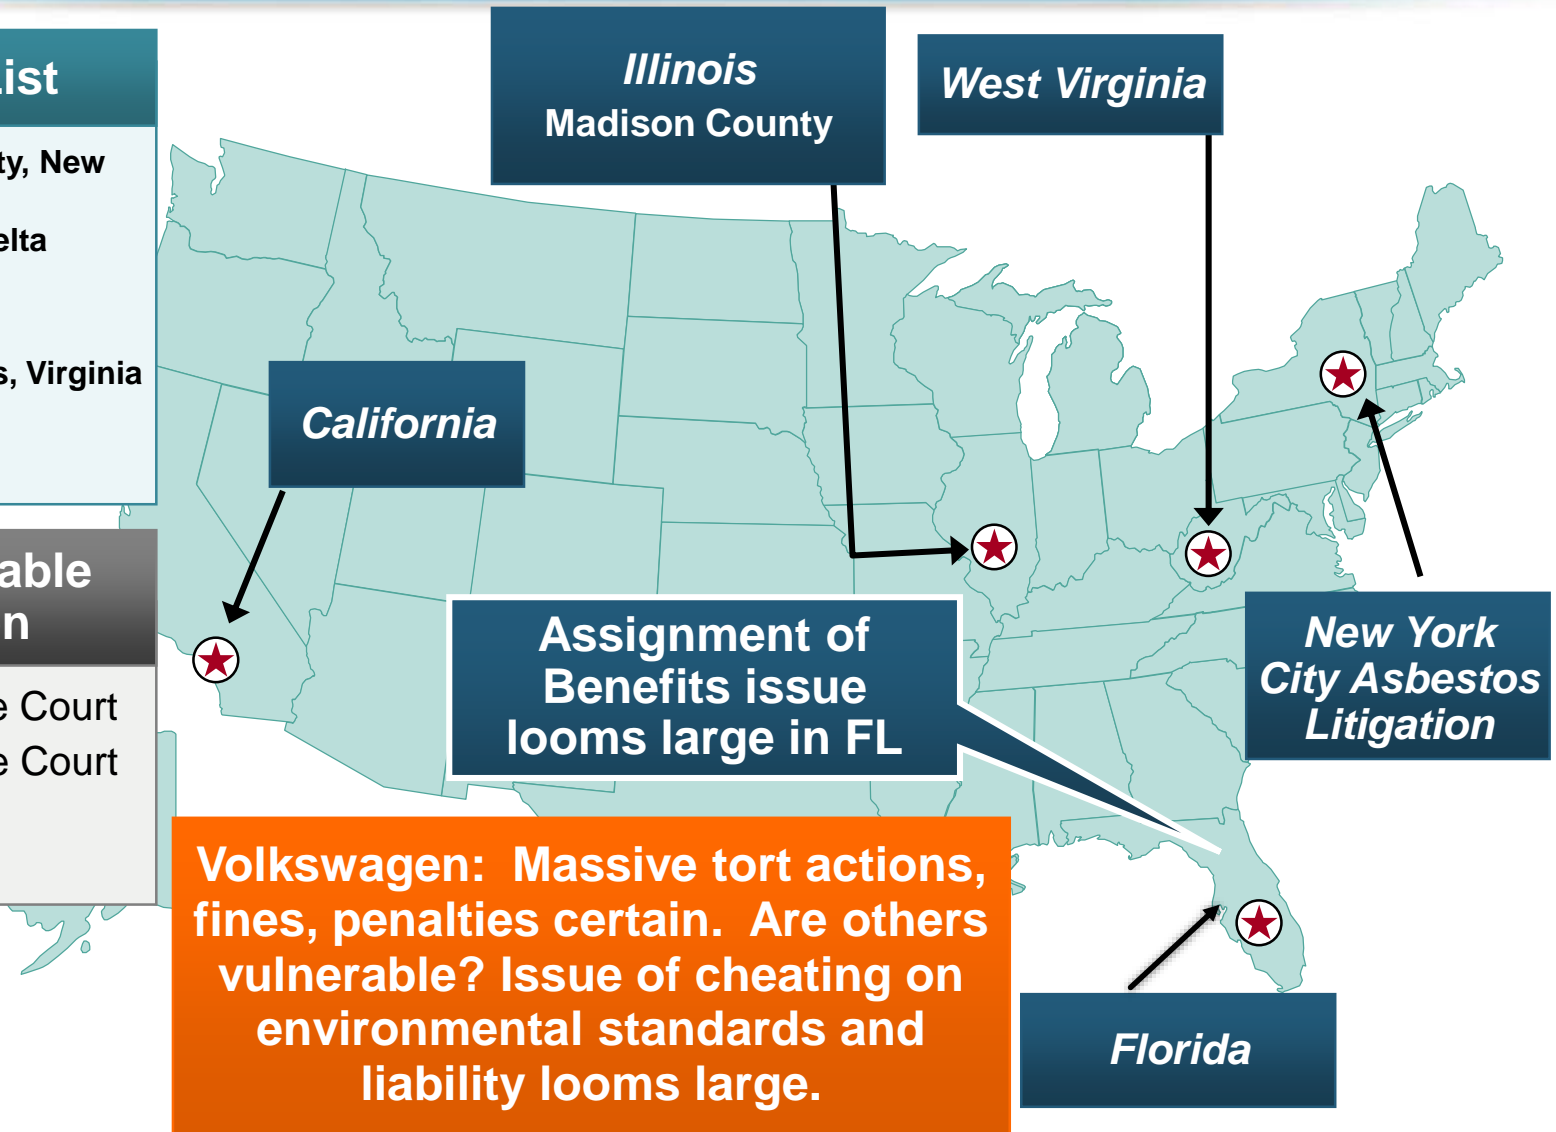 Illinois
Madison County
West Virginia
List
ty, New
elta
s, Virginia
California
able
n
e Court
e Court
Assignment of
Benefits issue
looms large in FL
New York
City Asbestos
Litigation
Volkswagen:  Massive tort actions,
fines, penalties certain.  Are others
vulnerable? Issue of cheating on
environmental standards and
liability looms large.
Florida